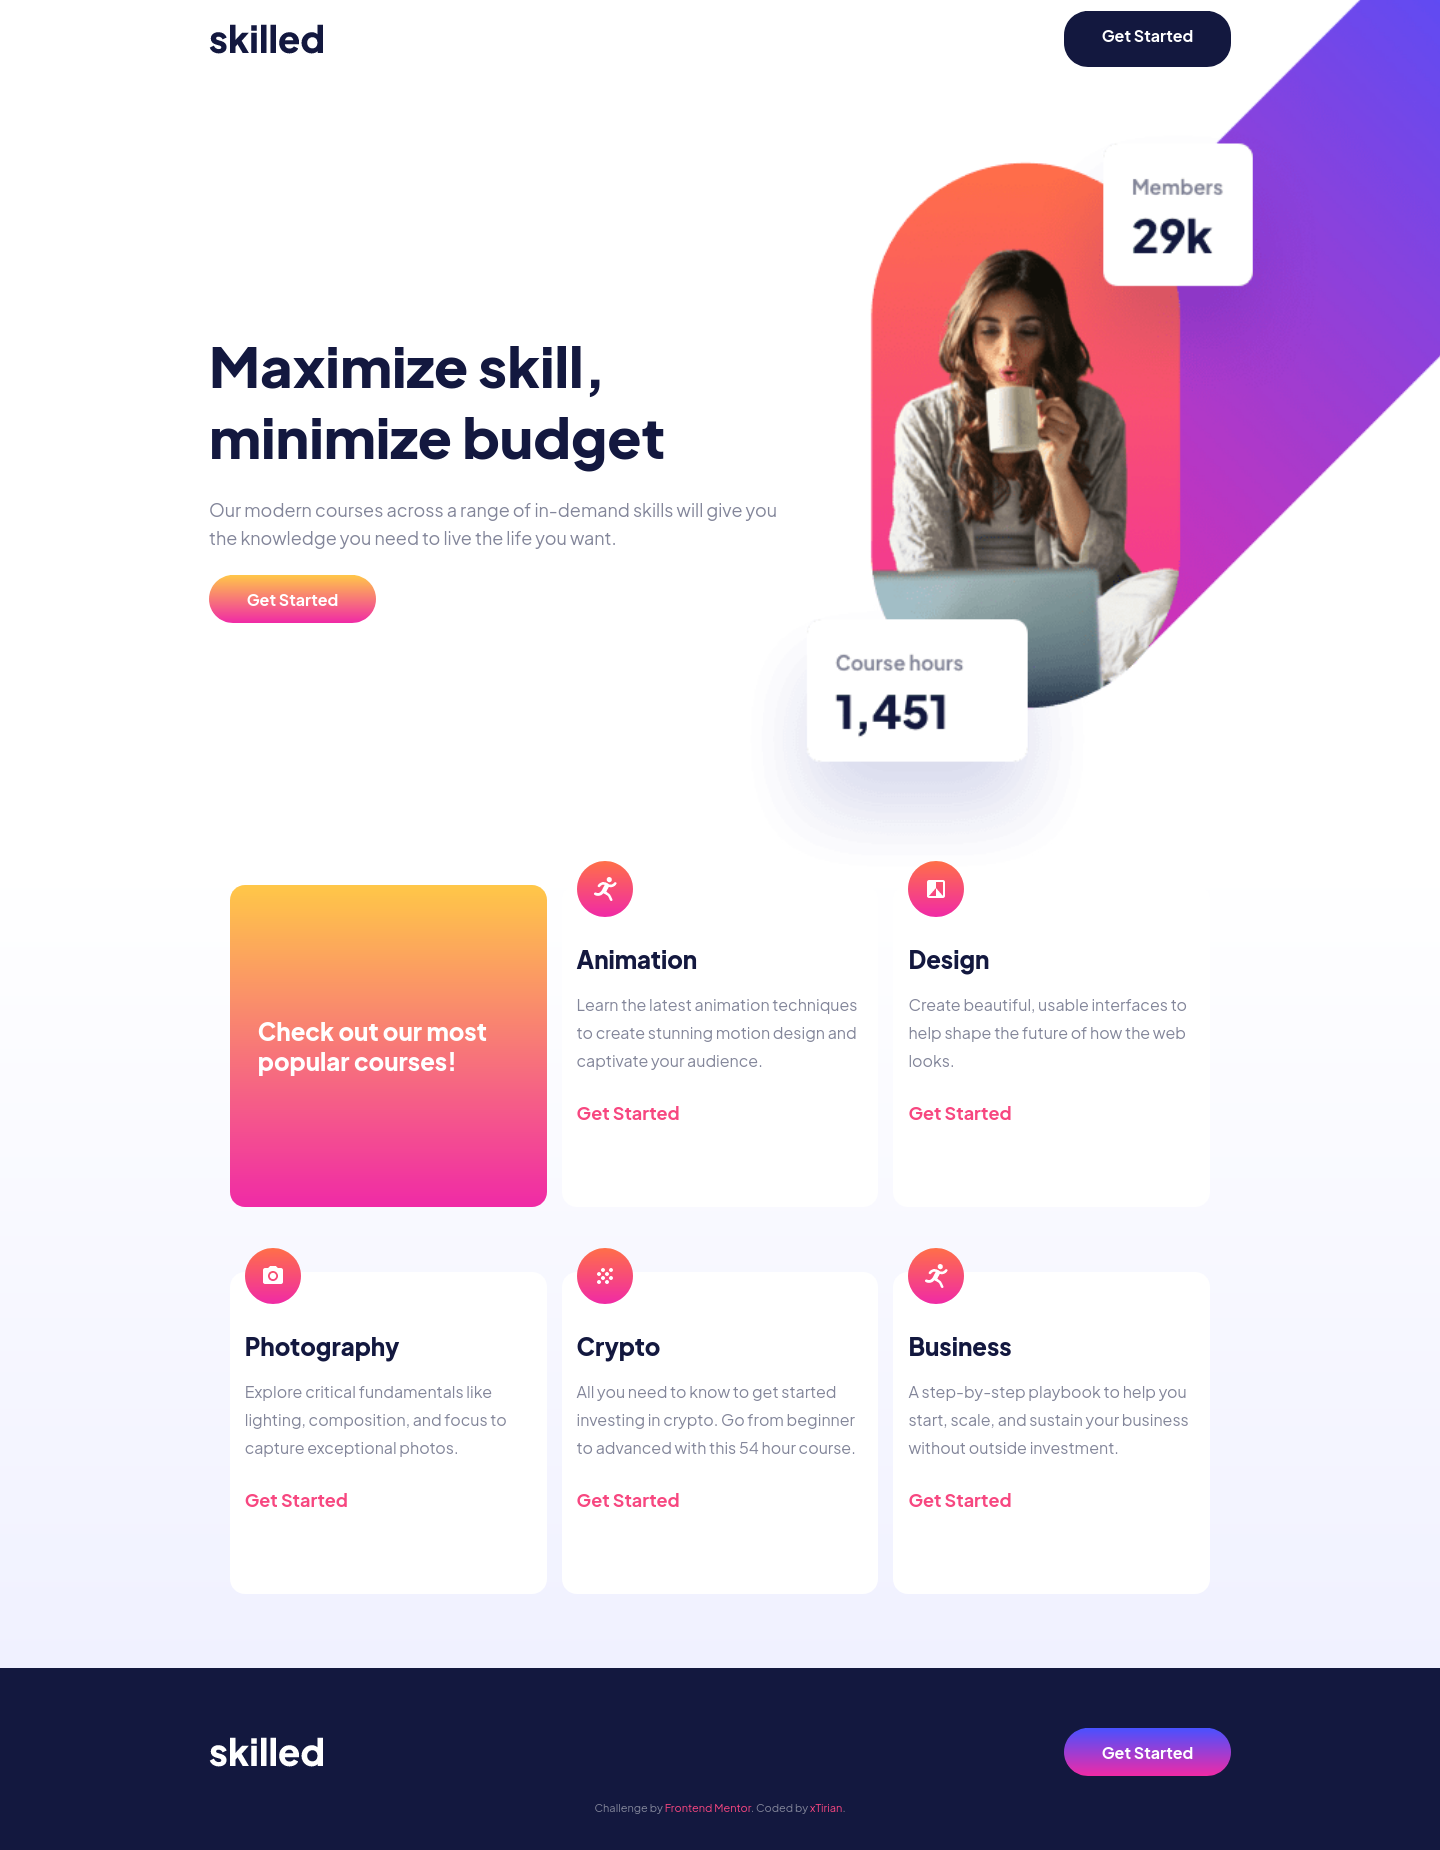 skilled
Get Started
Members
29k
Maximize skill,
minimize budget
Our modern courses across a range of in-demand skills will give you
the knowledge you need to live the life you want.
Get Started
Course hours
1,451
Check out our most
popular courses!
Animation
Learn the latest animation techniques
to create stunning motion design and
captivate your audience.
Get Started
Design
Create beautiful, usable interfaces to
help shape the future of how the web
looks.
Get Started
Photography
Explore critical fundamentals like
lighting, composition, and focus to
capture exceptional photos.
Get Started
Crypto
All you need to know to get started
investing in crypto. Go from beginner
to advanced with this 54 hour course.
Get Started
Business
A step-by-step playbook to help you
start, scale, and sustain your business
without outside investment.
Get Started
skilled
Get Started
Challenge by Frontend Mentor. Coded by xTirian.